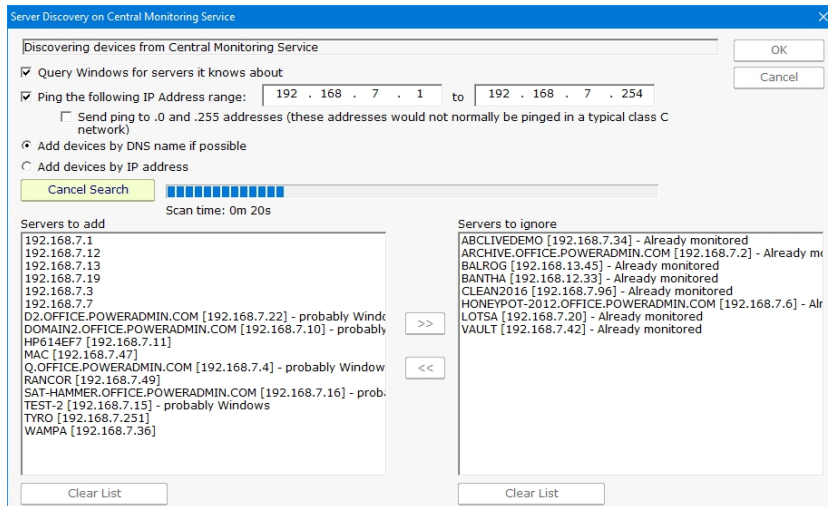 Server Discovery on Central Monitoring Service
Discovering devices from Central Monitoring Service
OK
Query Windows for servers it knows about
Cancel
Ping the following IP Address range: 192 . 168 . 7 . 1 to 192 . 168 . 7 . 254
Send ping to .0 and .255 addresses (these addresses would not normally be pinged in a typical class C
network)
Add devices by DNS name if possible
Add devices by IP address
Cancel Search
Scan time: 0m 20s
Servers to add
192.168.7.1
192.168.7.12
192.168.7.13
192.168.7.19
192.168.7.3
192.168.7.7
D2.OFFICE.POWERADMIN.COM [192.168.7.22] - probably Windo
DOMAIN2.OFFICE.POWERADMIN.COM [192.168.7.10] - probably
HP614EF7 [192.168.7.11]
MAC [192.168.7.47]
Q.OFFICE.POWERADMIN.COM [192.168.7.4] - probably Window
RANCOR [192.168.7.49]
SAT-HAMMER.OFFICE.POWERADMIN.COM [192.168.7.16] - prob
TEST-2 [192.168.7.15] - probably Windows
TYRO [192.168.7.251]
WAMPA [192.168.7.36]
Clear List
>>
<<
Servers to ignore
ABCLIVEDEMO [192.168.7.34] - Already monitored
ARCHIVE.OFFICE.POWERADMIN.COM [192.168.7.2] - Already mo
BALROG [192.168.13.45] - Already monitored
BANTHA [192.168.12.33] - Already monitored
CLEAN2016 [192.168.7.96] - Already monitored
HONEYPOT-2012.OFFICE.POWERADMIN.COM [192.168.7.6] - Alr
LOTSA [192.168.7.20] - Already monitored
VAULT [192.168.7.42] - Already monitored
Clear List